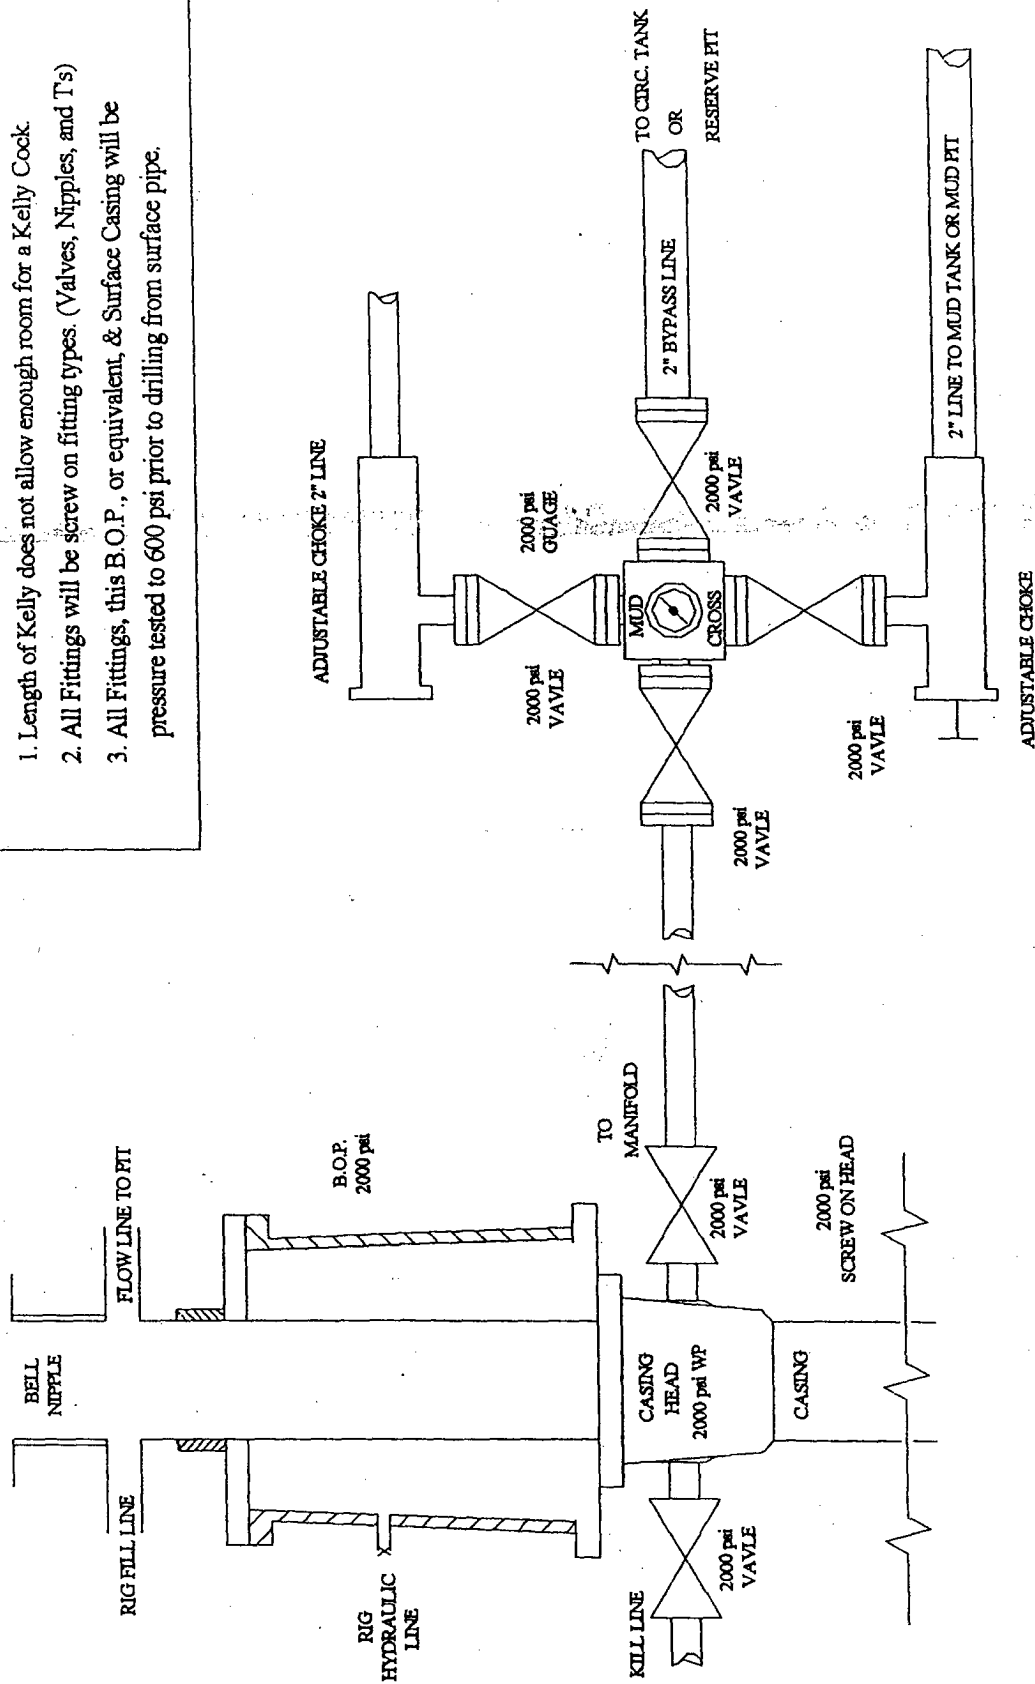 1. Length of Kelly does not allow enough room for a Kelly Cock.
2. All Fittings will be screw on fitting types. (Valves, Nipples, and T's)
3. All Fittings, this B.O.P., or equivalent, & Surface Casing will be
pressure tested to 600 psi prior to drilling from surface pipe.
BELL
NIPPLE
RIG FILL LINE
FLOW LINE TO PIT
B.O.P.
2000 psi
RIG
HYDRAULIC
LINE
KILL LINE
2000 psi
VAVLE
CASING
HEAD
2000 psi WP
CASING
TO
MANIFOLD
2000 psi
VAVLE
2000 psi
SCREW ON HEAD
ADJUSTABLE CHOKE 2" LINE
2000 psi
VAVLE
2000 psi
GUAGE
MUD
CROSS
2000 psi
VAVLE
2000 psi
VAVLE
2000 psi
VAVLE
2" BYPASS LINE
TO CIRC. TANK
OR
RESERVE PIT
2" LINE TO MUD TANK OR MUD PIT
ADJUSTABLE CHOKE